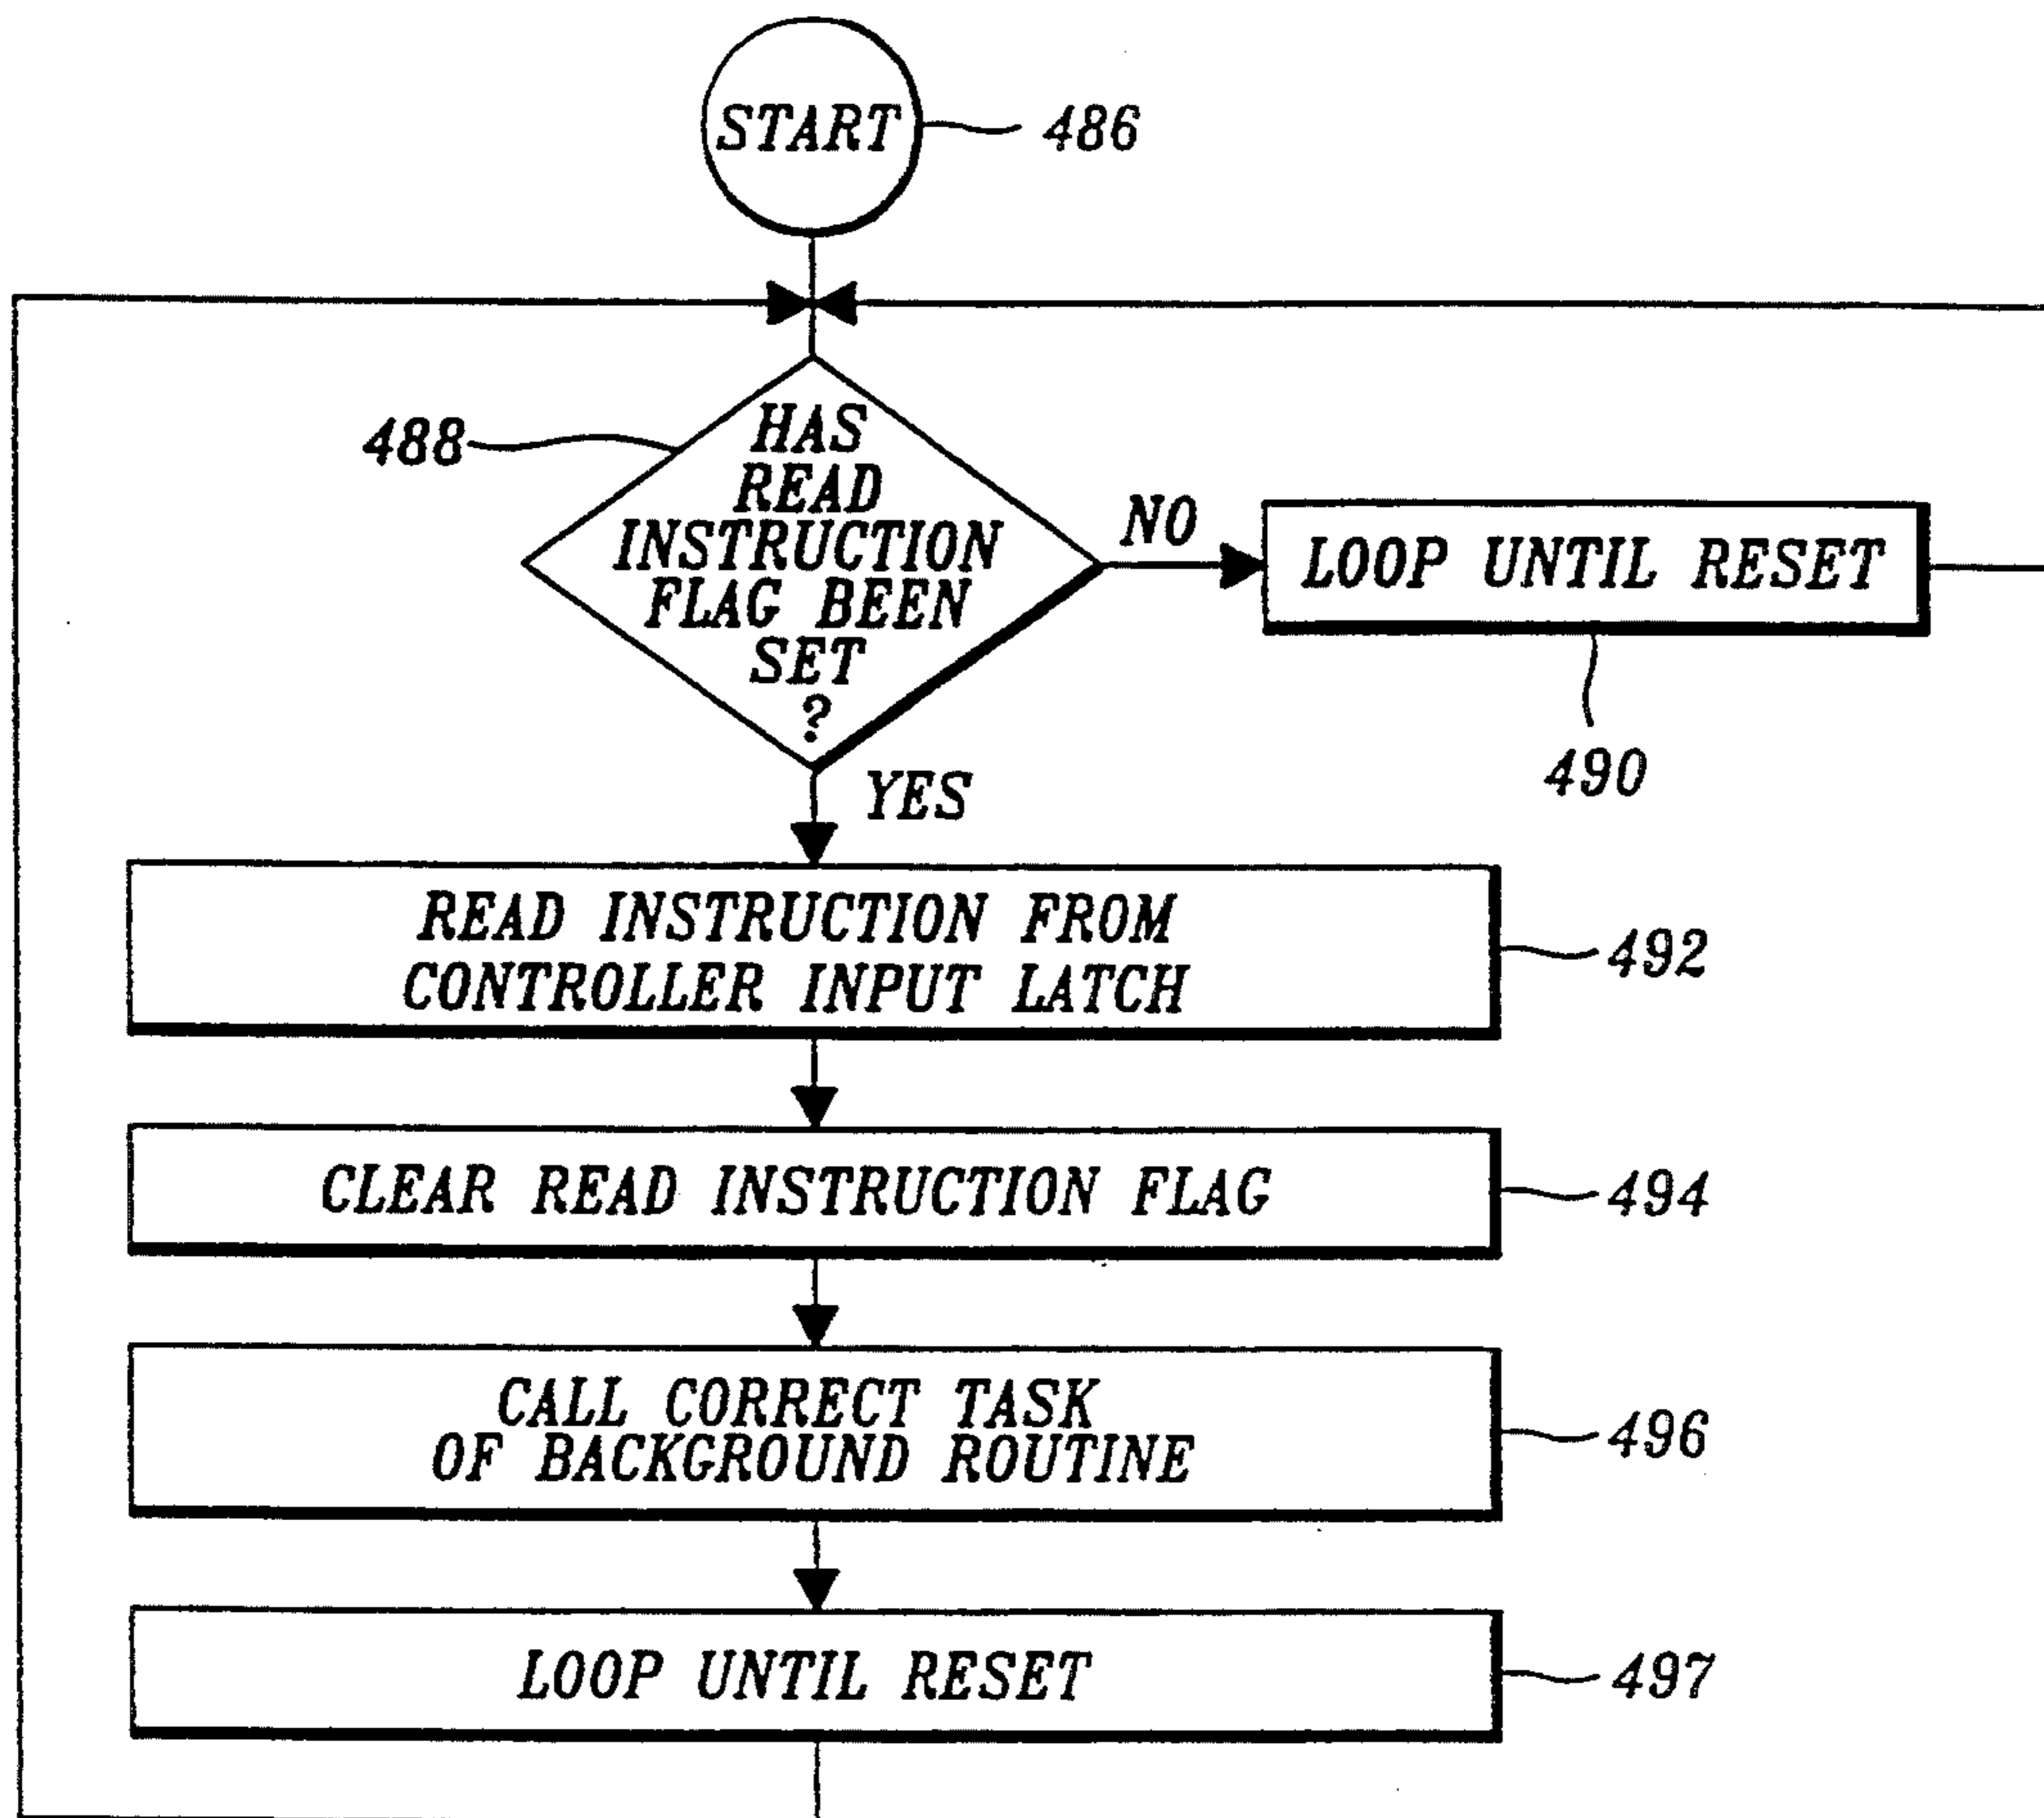 START
486
488
HAS
READ
INSTRUCTION
FLAG BEEN
SET
?
NO
LOOP UNTIL RESET
490
YES
READ INSTRUCTION FROM
CONTROLLER INPUT LATCH
492
CLEAR READ INSTRUCTION FLAG
494
CALL CORRECT TASK
OF BACKGROUND ROUTINE
496
LOOP UNTIL RESET
497